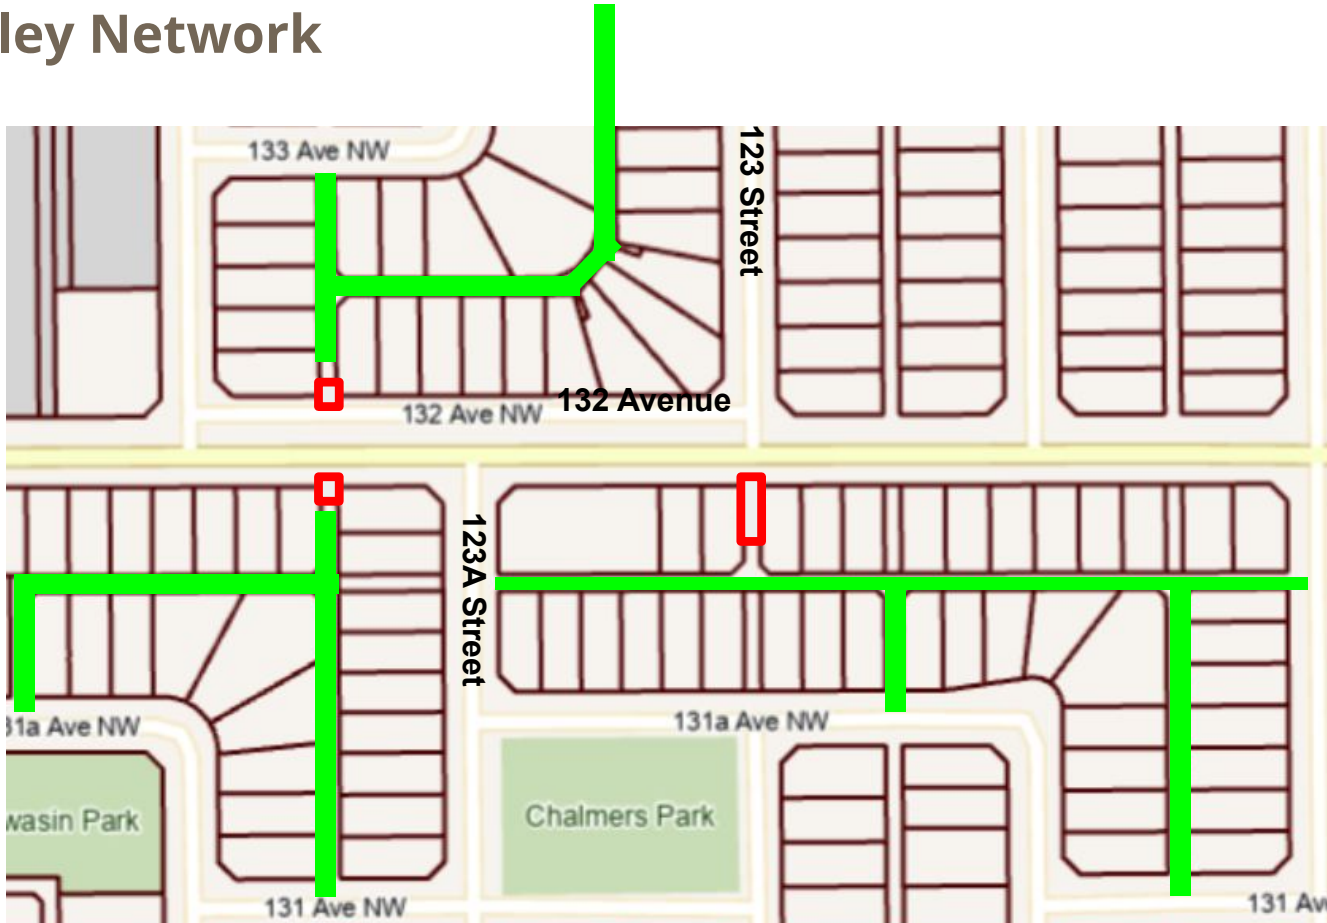 ley Network
133 Ave NW
123 Street
132 Avenue
132 Ave NW
123A Street
31a Ave NW
131a Ave NW
wasin Park
Chalmers Park
131 Ave NW
131 Av